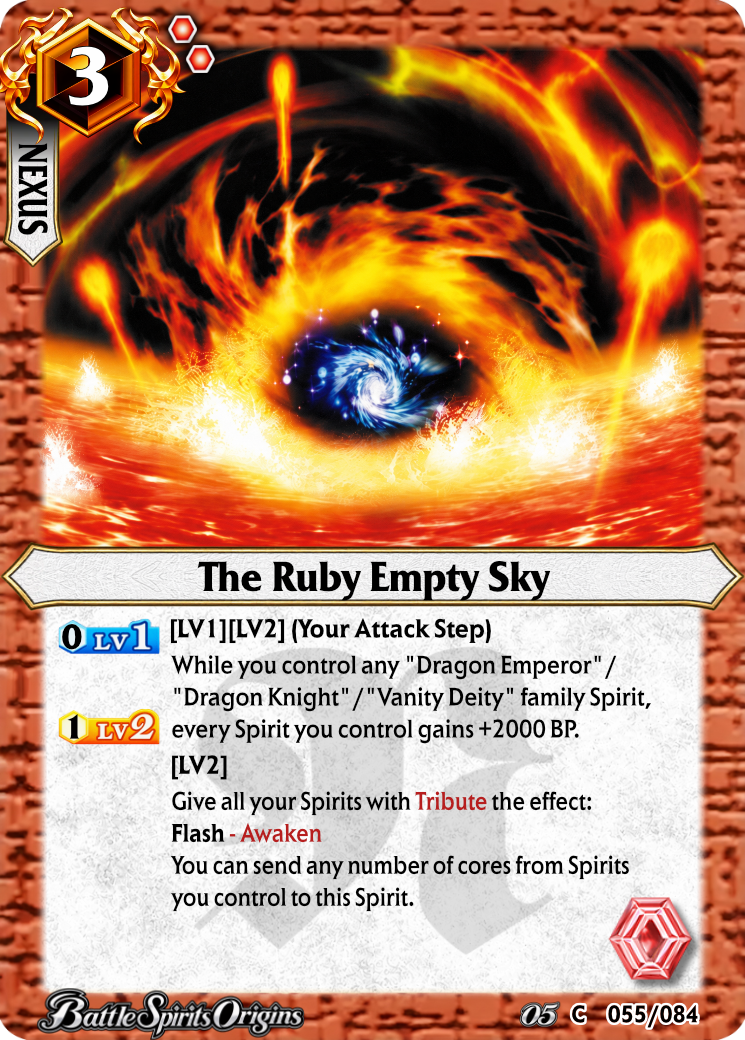 3
NEXUS
The Ruby Empty Sky
0 LV1
[LV1][LV2] (Your Attack Step)
While you control any "Dragon Emperor"/
"Dragon Knight"/"Vanity Deity" family Spirit,
1 LV2
every Spirit you control gains +2000 BP.
[LV2]
Give all your Spirits with Tribute the effect:
Flash - Awaken
You can send any number of cores from Spirits
you control to this Spirit.
Battle Spirits Origins
05 C 055/084